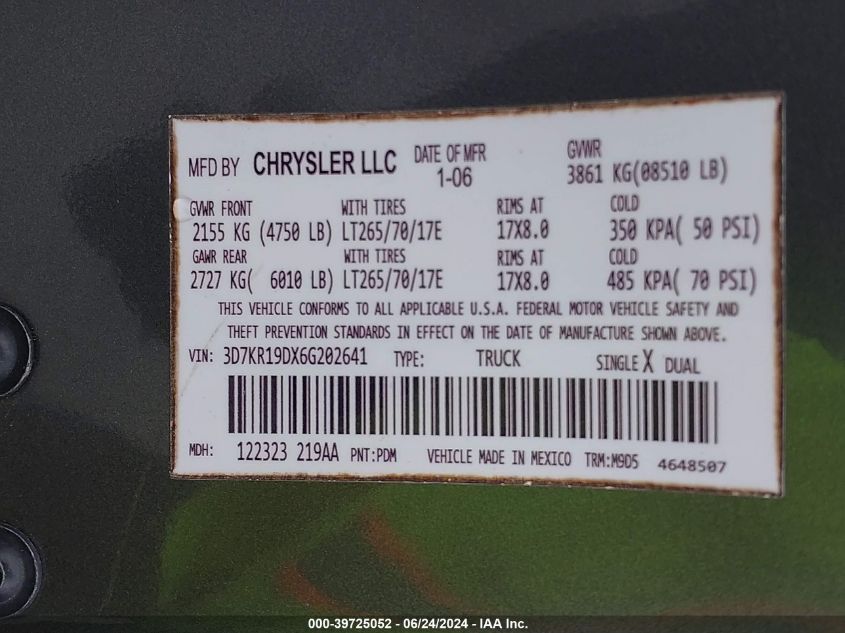 MFD BY CHRYSLER LLC DATE OF MFR GVWR
1-06 3861 KG(08510 LB)
GVWR FRONT WITH TIRES RIMS AT COLD
2155 KG (4750 LB) LT265/70/17E 17X8.0 350 KPA( 50 PSI)
GAWR REAR WITH TIRES RIMS AT COLD
2727 KG( 6010 LB) LT265/70/17E 17X8.0 485 KPA( 70 PSI)
THIS VEHICLE CONFORMS TO ALL APPLICABLE U.S.A. FEDERAL MOTOR VEHICLE SAFETY AND
THEFT PREVENTION STANDARDS IN EFFECT ON THE DATE OF MANUFACTURE SHOWN ABOVE.
VIN: 3D7KR19DX6G202641 TYPE: TRUCK SINGLE X DUAL
MDH: 122323 219AA PNT:PDM VEHICLE MADE IN MEXICO TRM:M9D5 4648507
000-39725052 - 06/24/2024 - IAA Inc.